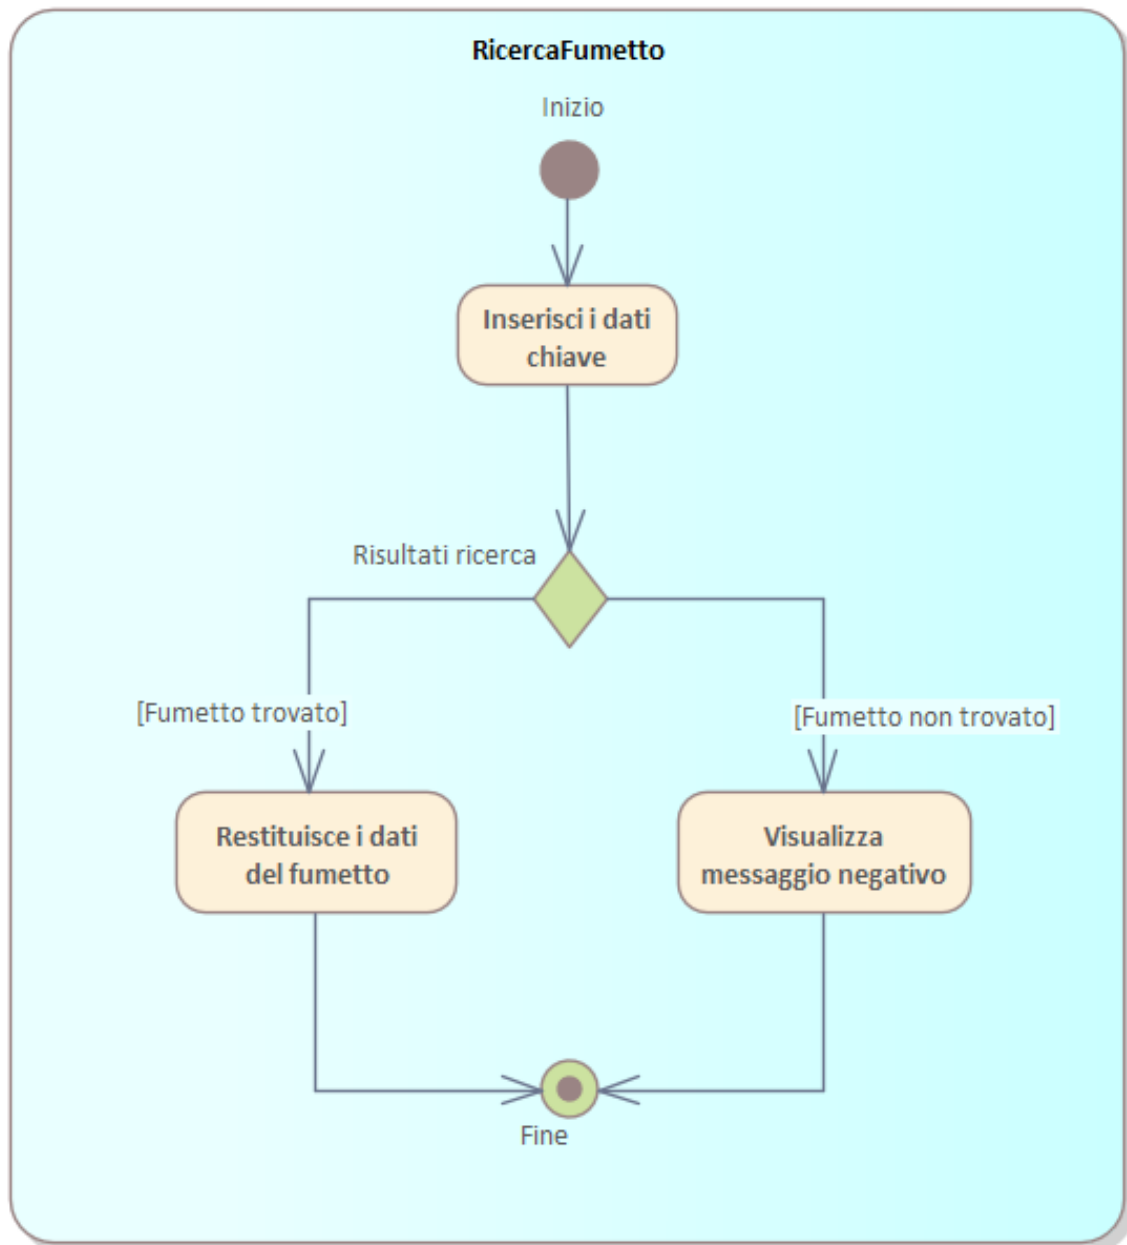 RicercaFumetto
Inizio
Inserisci i dati
chiave
Risultati ricerca
[Fumetto trovato]
[Fumetto non trovato]
Restituisce i dati
del fumetto
Visualizza
messaggio negativo
Fine